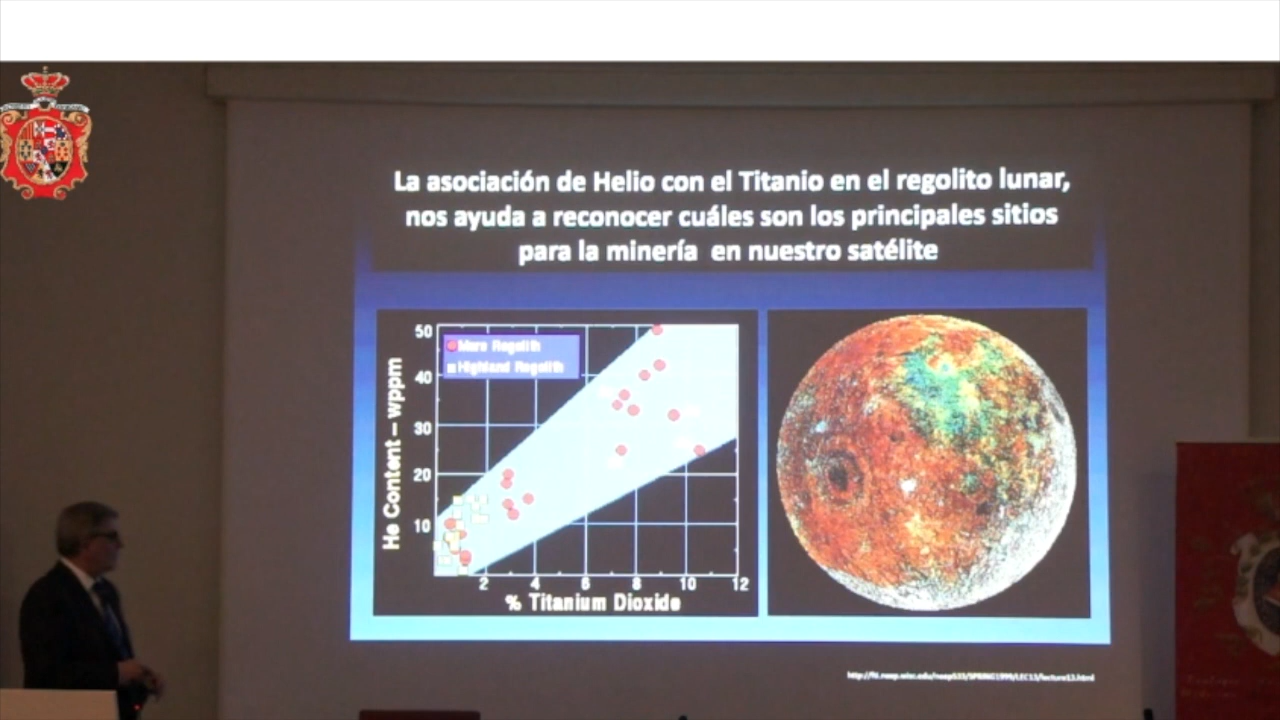 La asociación de Helio con el Titanio en el regolito lunar,
nos ayuda a reconocer cuáles son los principales sitios
para la minería en nuestro satélite
50
40
30
20
10
Mare Regolith
Highland Regolith
He Content – wppm
2 4 6 8 10 12
% Titanium Dioxide